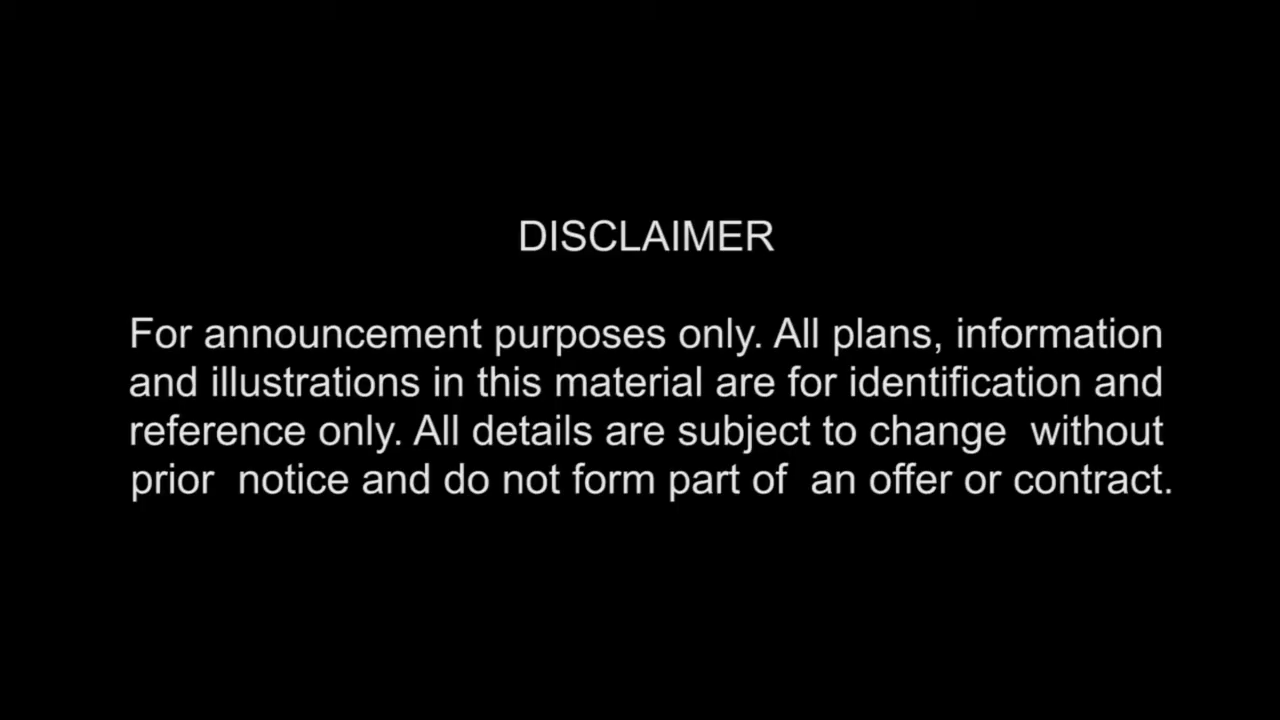 DISCLAIMER
For announcement purposes only. All plans, information
and illustrations in this material are for identification and
reference only. All details are subject to change  without
prior  notice and do not form part of  an offer or contract.